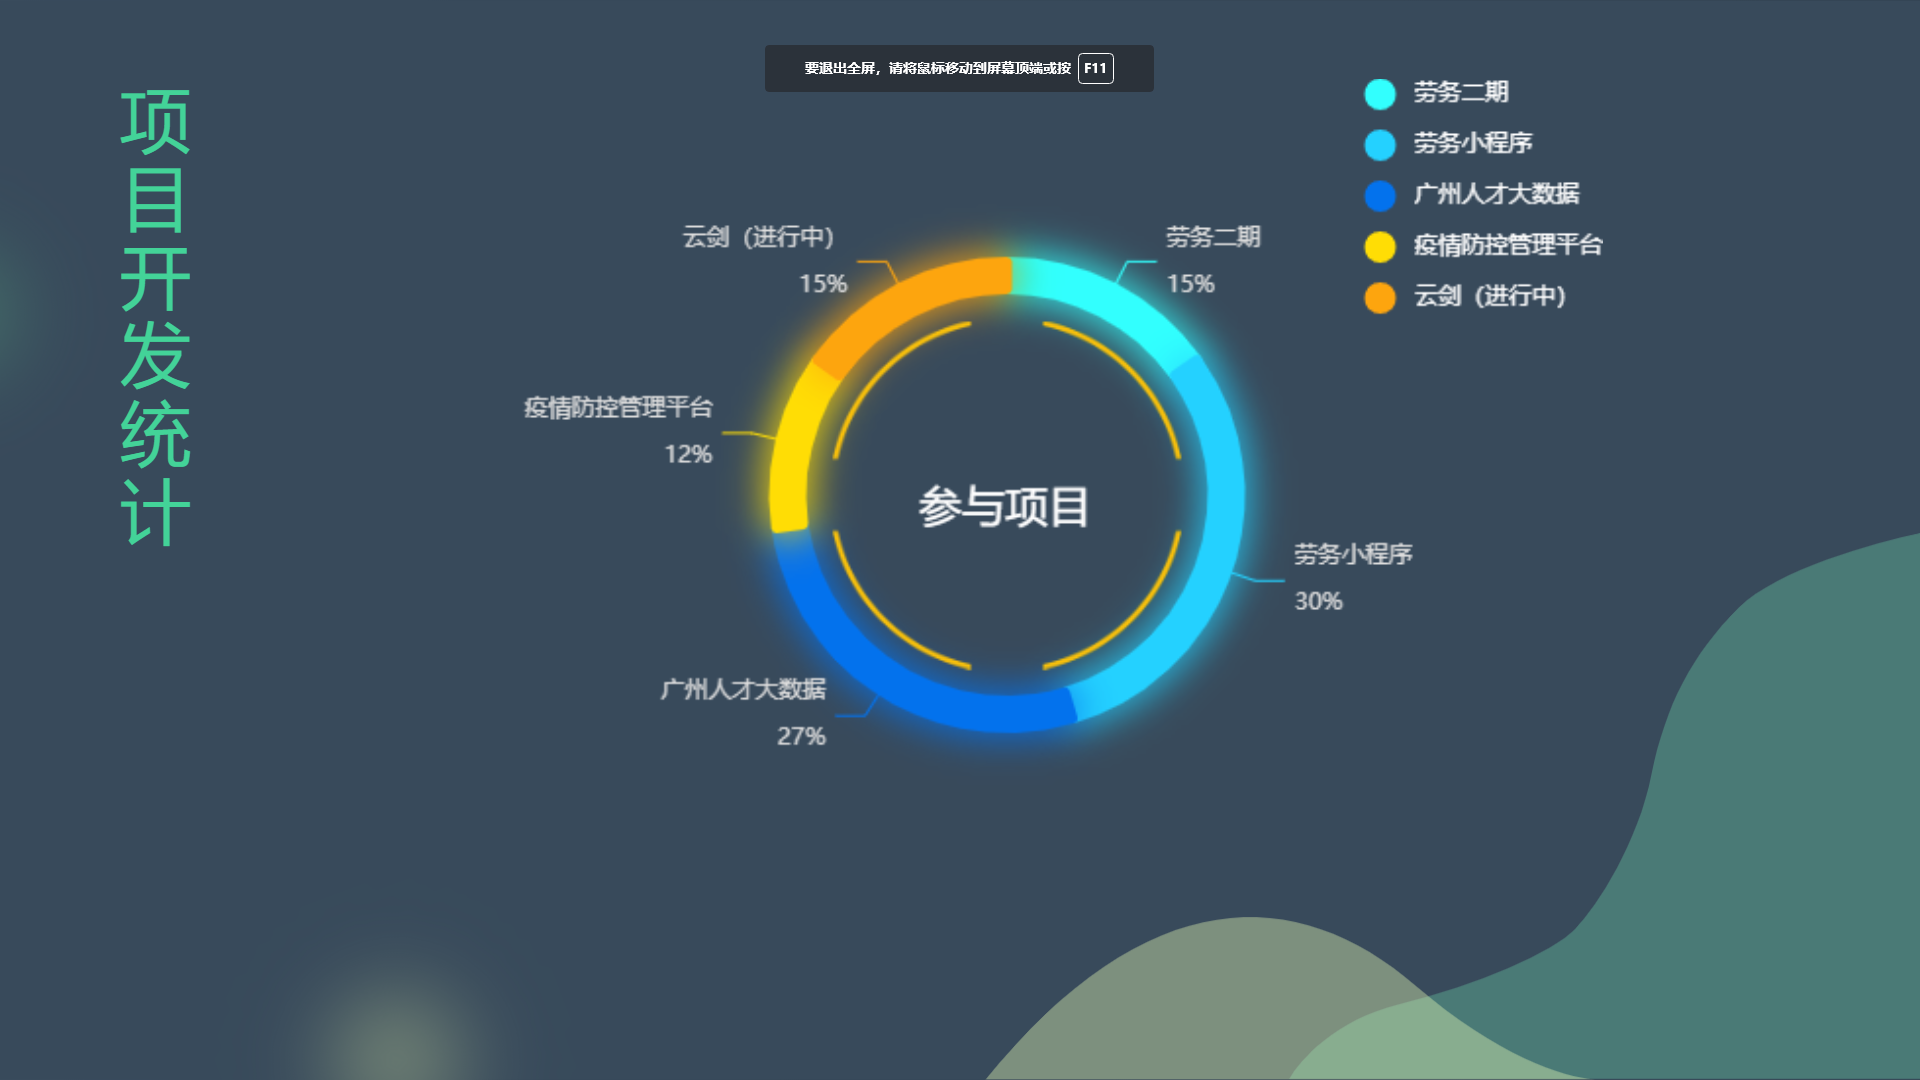 要退出全屏，请将鼠标移动到屏幕顶端或按 F11
项目开发统计
劳务二期
劳务小程序
广州人才大数据
疫情防控管理平台
云剑（进行中）
云剑（进行中）
15%
劳务二期
15%
疫情防控管理平台
12%
参与项目
劳务小程序
30%
广州人才大数据
27%